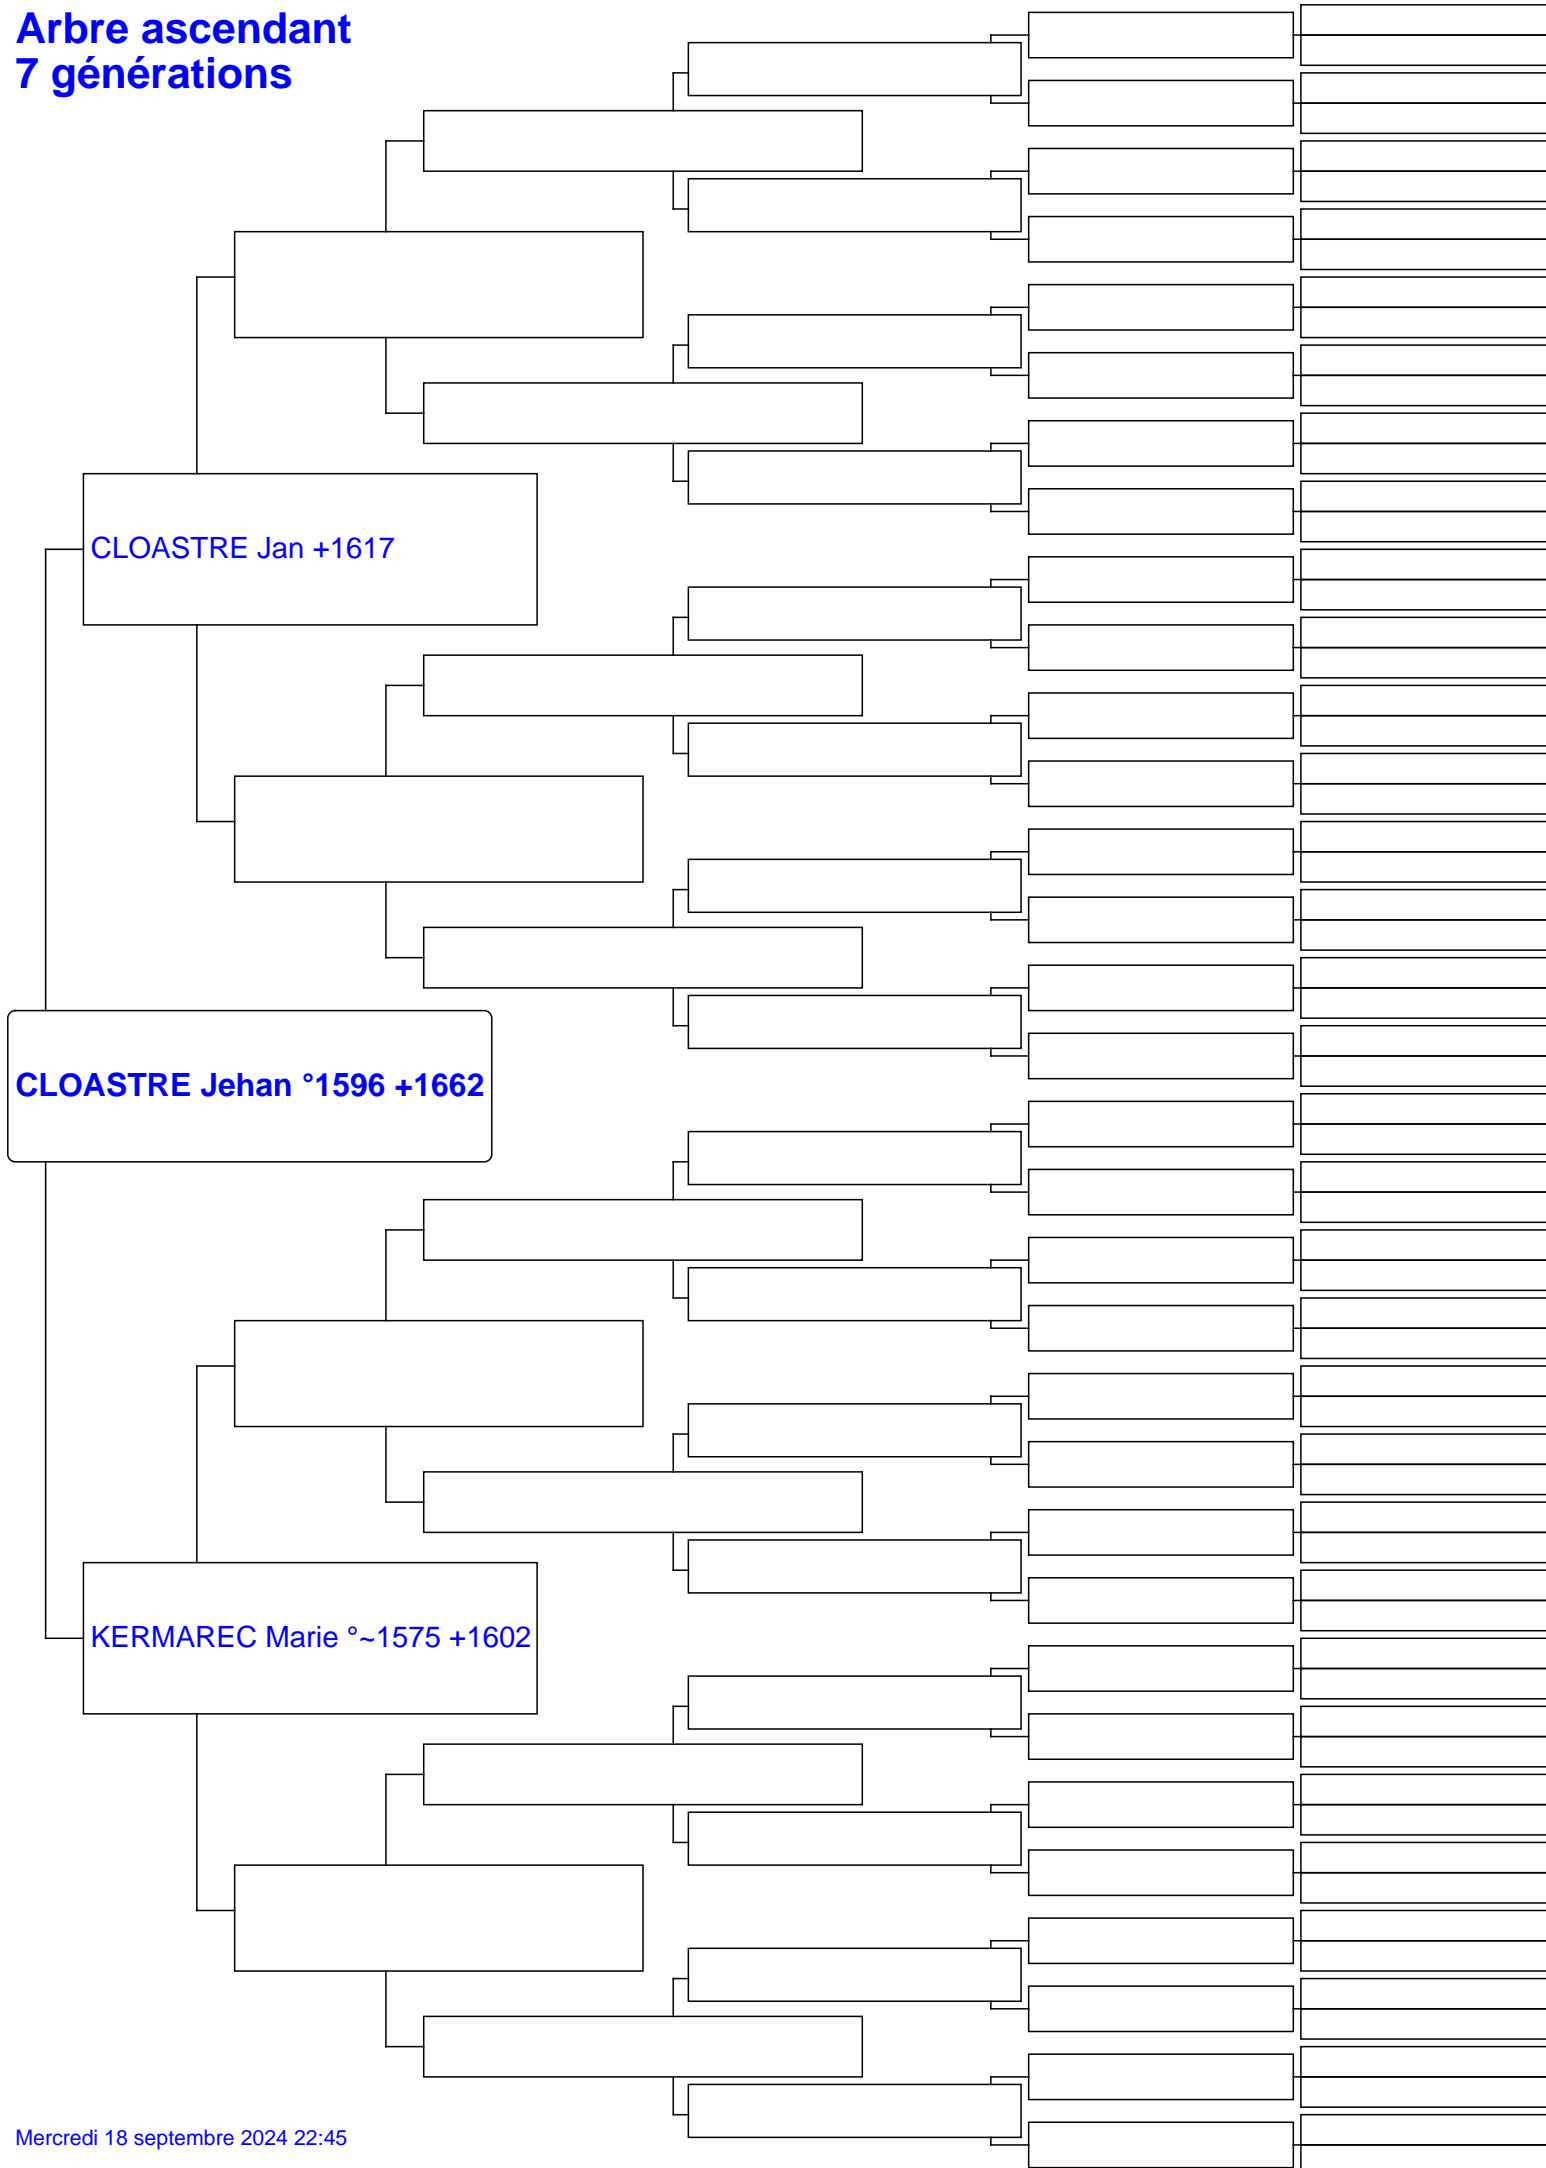 Arbre ascendant
7 générations
CLOASTRE Jan +1617
CLOASTRE Jehan °1596 +1662
KERMAREC Marie °~1575 +1602
Mercredi 18 septembre 2024 22:45